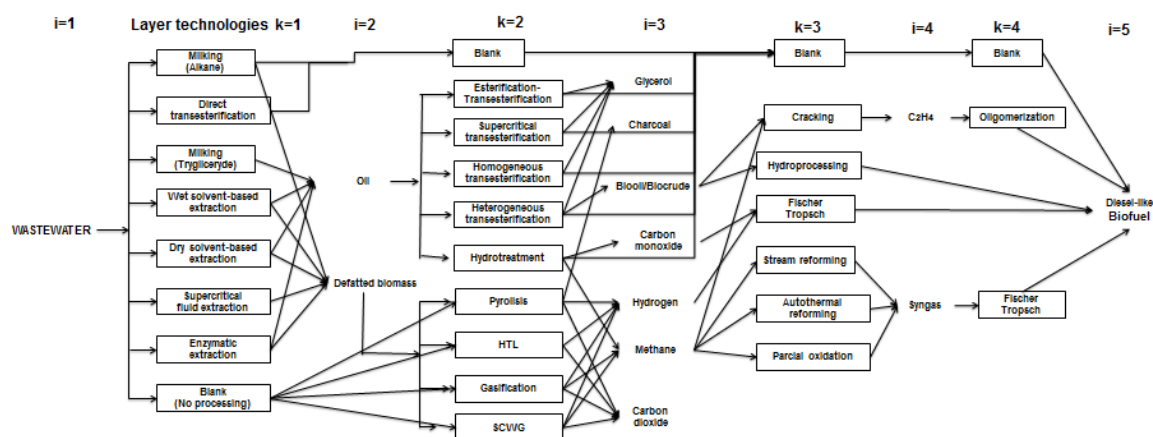 i=1
Layer technologies
k=1
i=2
k=2
i=3
k=3
i=4
k=4
i=5
WASTEWATER
Milking
(Alkane)
Direct
transesterification
Milking
(Trygliceryde)
Wet solvent-based
extraction
Dry solvent-based
extraction
Supercritical
fluid extraction
Enzymatic
extraction
Blank
(No processing)
Oil
Defatted biomass
Blank
Esterification-
Transesterification
Supercritical
transesterification
Homogeneous
transesterification
Heterogeneous
transesterification
Hydrotreatment
Pyrolisis
HTL
Gasification
SCWG
Glycerol
Charcoal
Biooil/Biocrude
Carbon
monoxide
Hydrogen
Methane
Carbon
dioxide
Blank
Cracking
Hydroprocessing
Fischer
Tropsch
Stream reforming
Autothermal
reforming
Parcial oxidation
C2H4
Syngas
Blank
Oligomerization
Fischer
Tropsch
Diesel-like
Biofuel